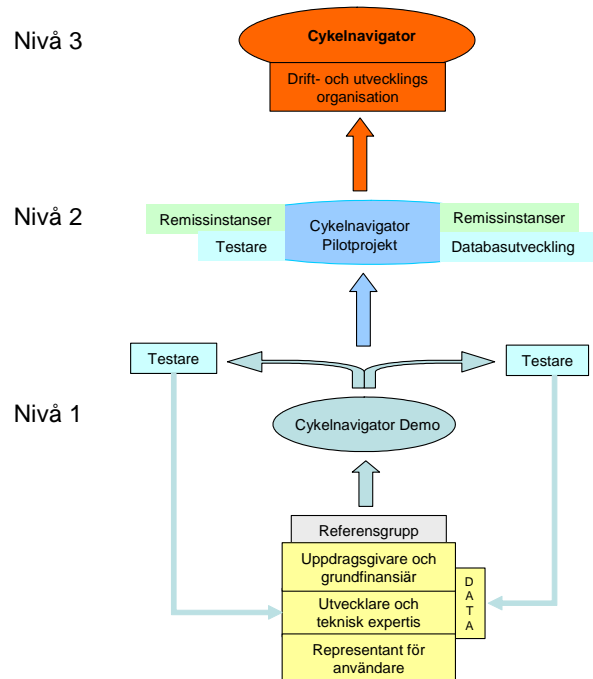 Nivå 3
Cykelnavigator
Drift- och utvecklings
organisation
Nivå 2
Remissinstanser
Testare
Cykelnavigator
Pilotprojekt
Remissinstanser
Databasutveckling
Testare
Testare
Nivå 1
Cykelnavigator Demo
Referensgrupp
Uppdragsgivare och
grundfinansiär
Utvecklare och
teknisk expertis
Representant för
användare
D
A
T
A